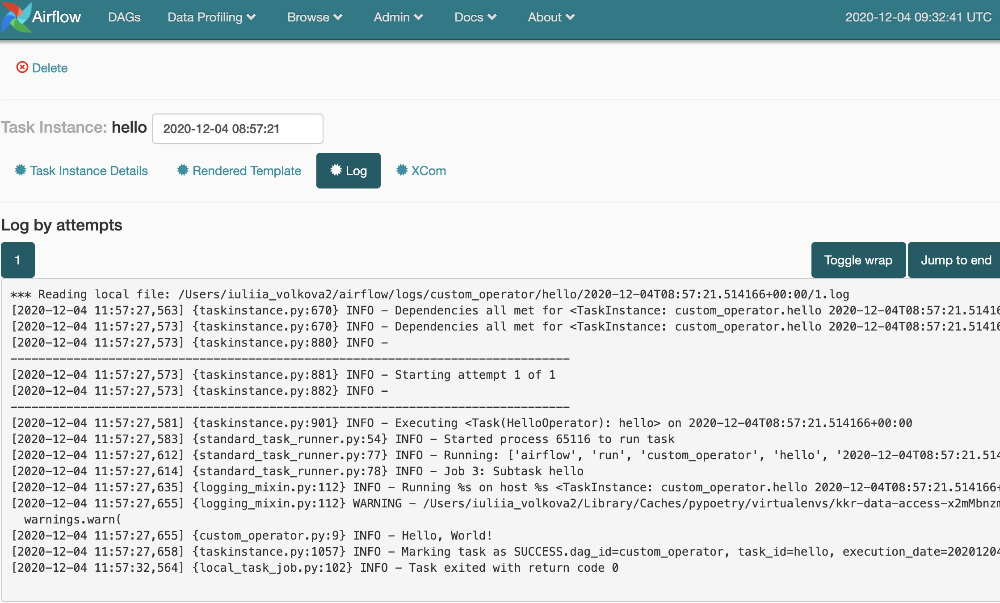 Airflow DAGs Data Profiling Browse Admin Docs About 2020-12-04 09:32:41 UTC
Delete
Task Instance: hello 2020-12-04 08:57:21
Task Instance Details Rendered Template Log XCom
Log by attempts
1 Toggle wrap Jump to end
*** Reading local file: /Users/iuliia_volkova2/airflow/logs/custom_operator/hello/2020-12-04T08:57:21.514166+00:00/1.log
[2020-12-04 11:57:27,563] {taskinstance.py:670} INFO - Dependencies all met for <TaskInstance: custom_operator.hello 2020-12-04T08:57:21.51416
[2020-12-04 11:57:27,573] {taskinstance.py:670} INFO - Dependencies all met for <TaskInstance: custom_operator.hello 2020-12-04T08:57:21.51416
[2020-12-04 11:57:27,573] {taskinstance.py:880} INFO -
--------------------------------------------------------------------------------
[2020-12-04 11:57:27,573] {taskinstance.py:881} INFO - Starting attempt 1 of 1
[2020-12-04 11:57:27,573] {taskinstance.py:882} INFO -
--------------------------------------------------------------------------------
[2020-12-04 11:57:27,581] {taskinstance.py:901} INFO - Executing <Task(HelloOperator): hello> on 2020-12-04T08:57:21.514166+00:00
[2020-12-04 11:57:27,583] {standard_task_runner.py:54} INFO - Started process 65116 to run task
[2020-12-04 11:57:27,612] {standard_task_runner.py:77} INFO - Running: ['airflow', 'run', 'custom_operator', 'hello', '2020-12-04T08:57:21.514
[2020-12-04 11:57:27,614] {standard_task_runner.py:78} INFO - Job 3: Subtask hello
[2020-12-04 11:57:27,635] {logging_mixin.py:112} INFO - Running %s on host %s <TaskInstance: custom_operator.hello 2020-12-04T08:57:21.514166+
[2020-12-04 11:57:27,655] {logging_mixin.py:112} WARNING - /Users/iuliia_volkova2/Library/Caches/pypoetry/virtualenvs/kkr-data-access-x2mMbnzm
  warnings.warn(
[2020-12-04 11:57:27,655] {custom_operator.py:9} INFO - Hello, World!
[2020-12-04 11:57:27,658] {taskinstance.py:1057} INFO - Marking task as SUCCESS.dag_id=custom_operator, task_id=hello, execution_date=20201204
[2020-12-04 11:57:32,564] {local_task_job.py:102} INFO - Task exited with return code 0